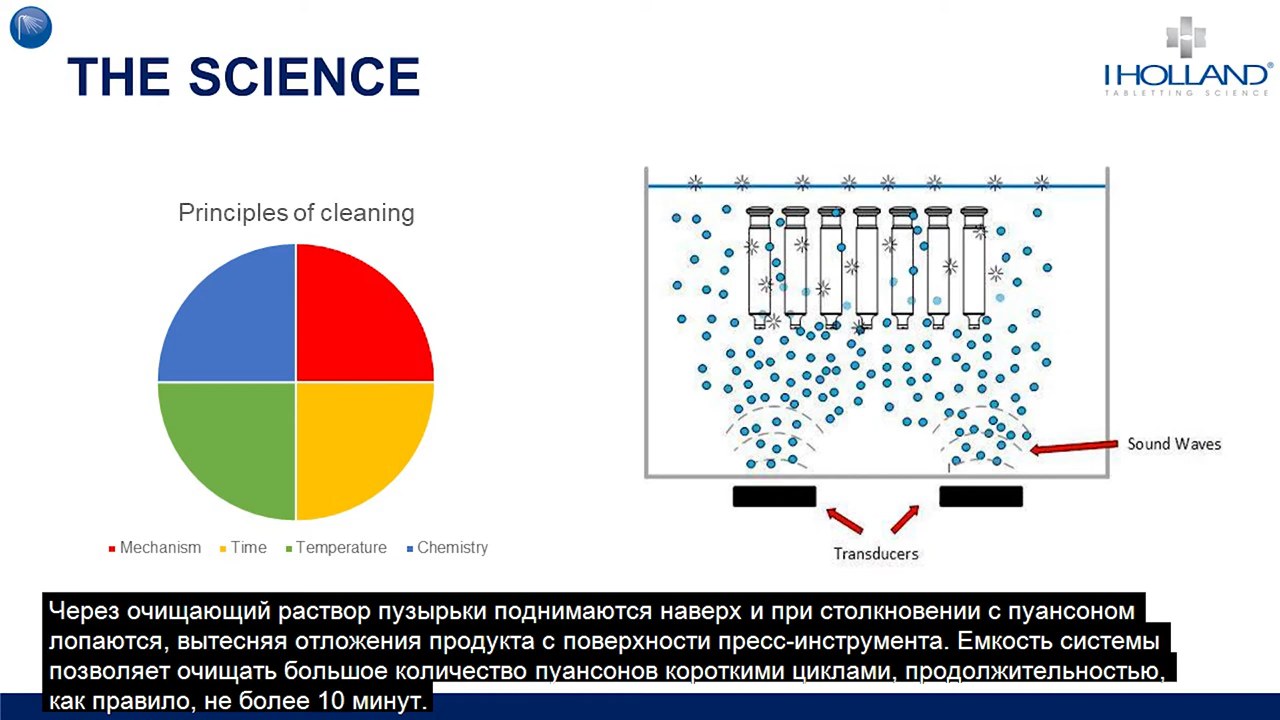 THE SCIENCE
I HOLLAND®
TABLETTING SCIENCE
Principles of cleaning
Mechanism Time Temperature Chemistry
Sound Waves
Transducers
Через очищающий раствор пузырьки поднимаются наверх и при столкновении с пуансоном
лопаются, вытесняя отложения продукта с поверхности пресс-инструмента. Емкость системы
позволяет очищать большое количество пуансонов короткими циклами, продолжительностью,
как правило, не более 10 минут.